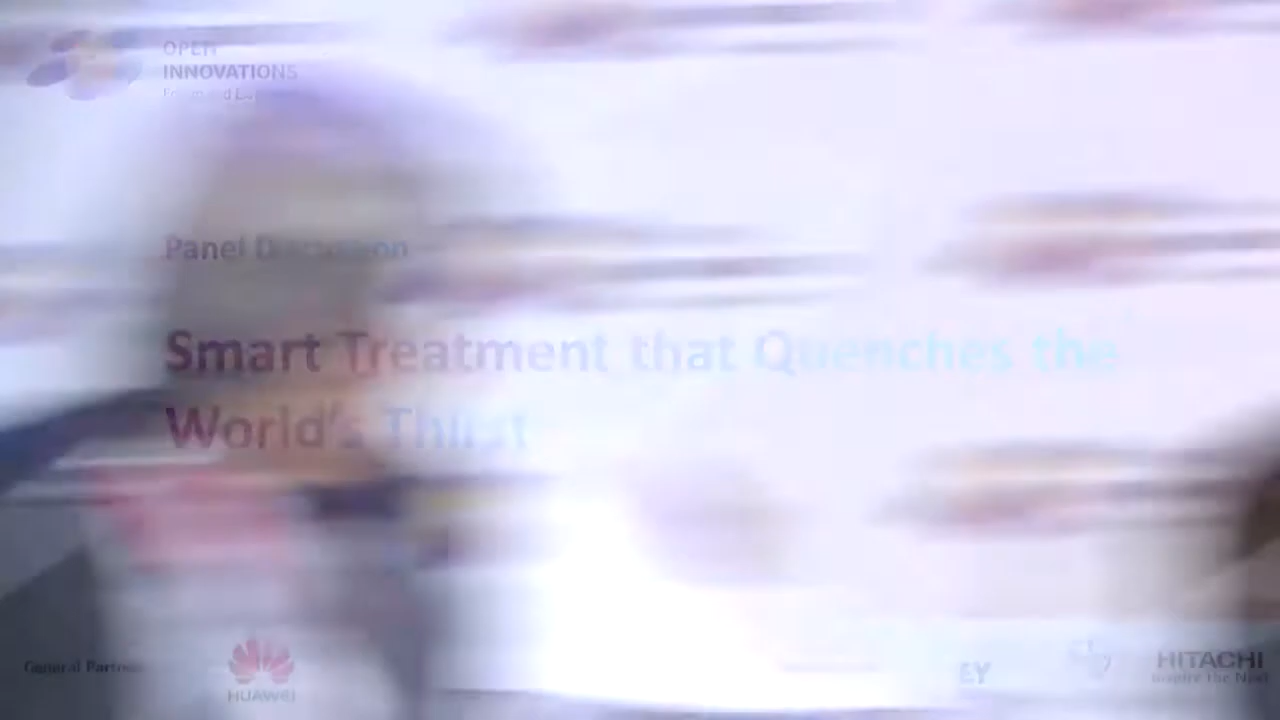 OPEN
INNOVATIONS
Panel Discussion
Smart Treatment that Quenches the
World's Thirst
General Partner
HUAWEI
EY
HITACHI
Inspire the Next